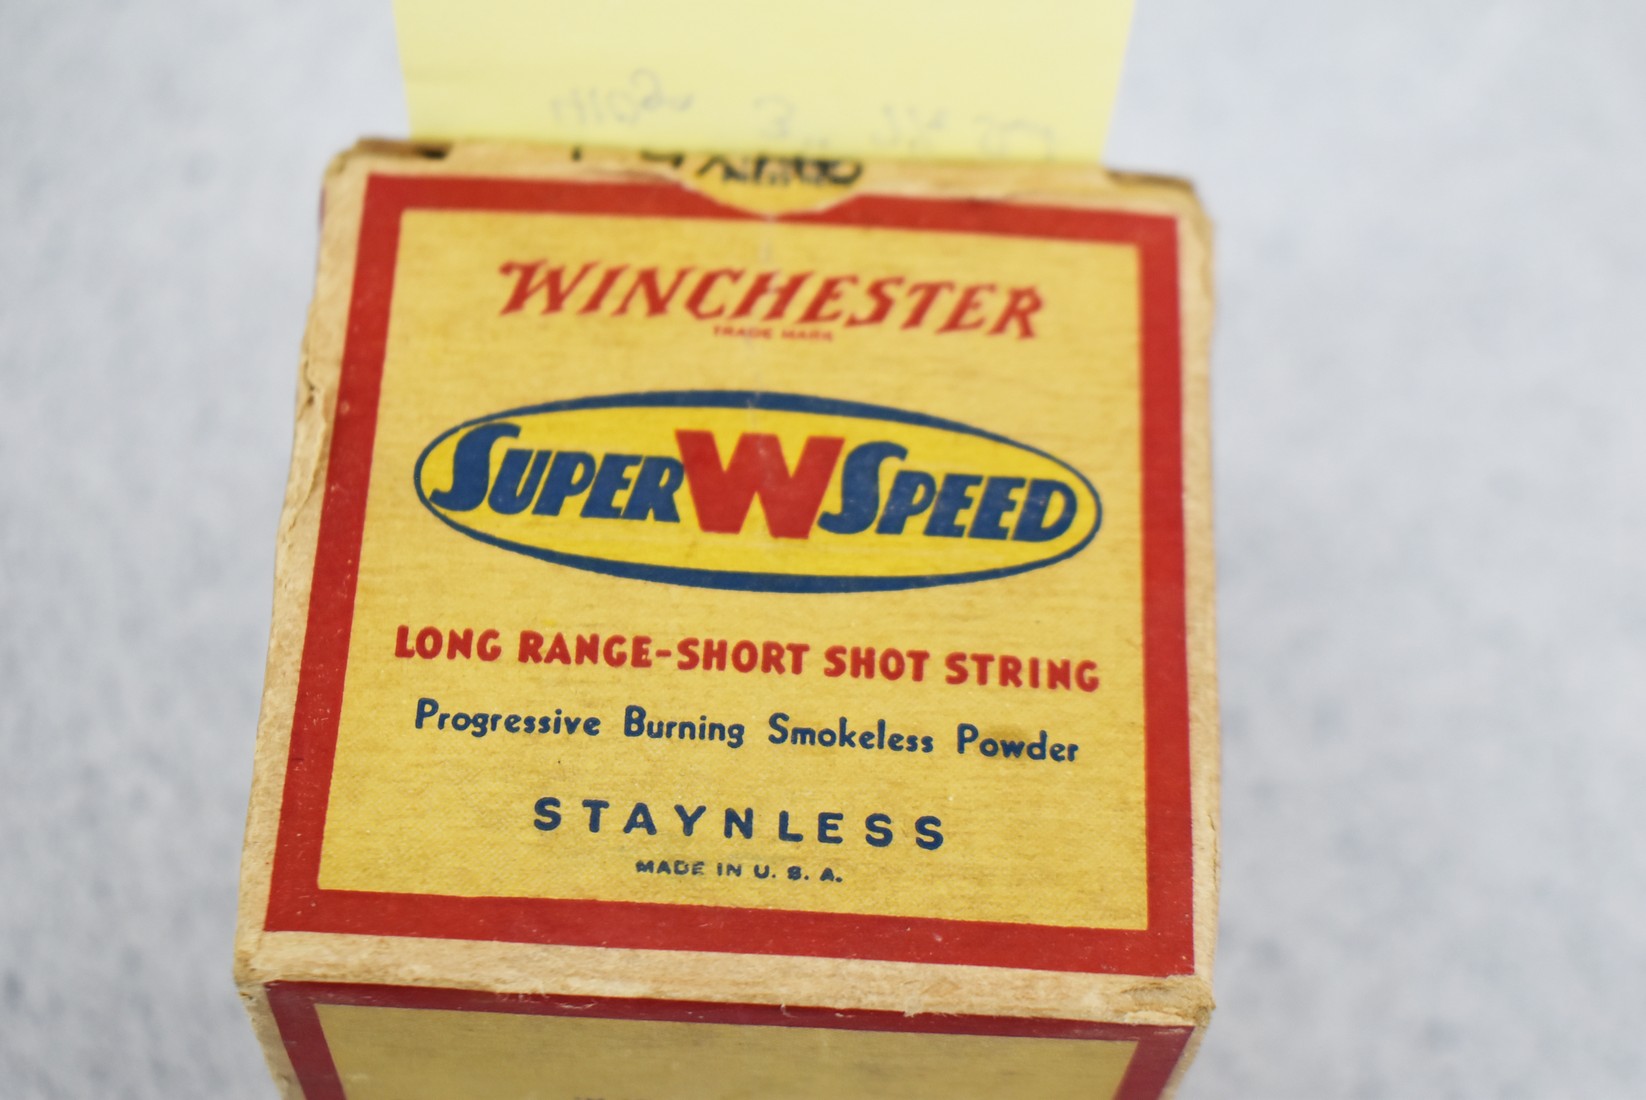 WINCHESTER
TRADE MARK
SUPER W SPEED
LONG RANGE-SHORT SHOT STRING
Progressive Burning Smokeless Powder
STAYNLESS
MADE IN U. S. A.